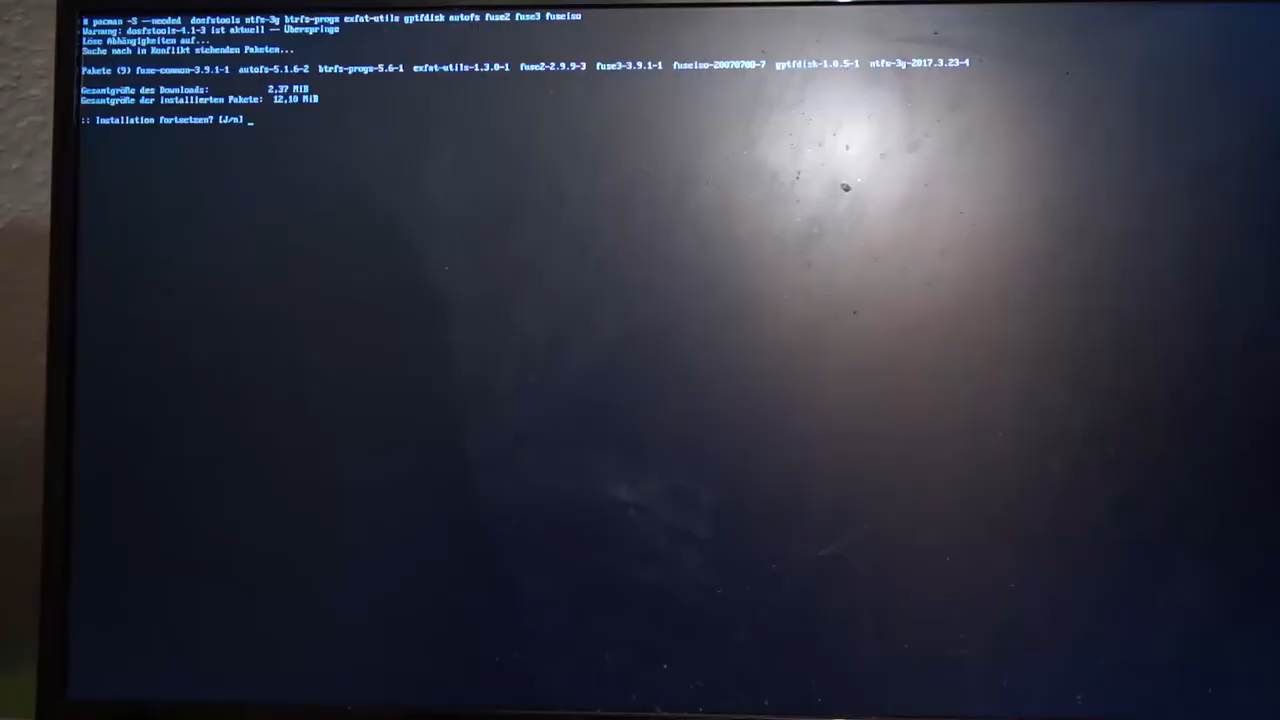 # pacman -S --needed  dosfstools ntfs-3g btrfs-progs exfat-utils gptfdisk autofs fuse2 fuse3 fuseiso
Warnung: dosfstools-4.1-3 ist aktuell -- Überspringe
Löse Abhängigkeiten auf...
Suche nach in Konflikt stehenden Paketen...
Pakete (9) fuse-common-3.9.1-1  autofs-5.1.6-2  btrfs-progs-5.6-1  exfat-utils-1.3.0-1  fuse2-2.9.9-3  fuse3-3.9.1-1  fuseiso-20070708-7  gptfdisk-1.0.5-1  ntfs-3g-2017.3.23-4
Gesamtgröße des Downloads:            2,37 MiB
Gesamtgröße der installierten Pakete:  12,10 MiB
:: Installation fortsetzen? [J/n] _